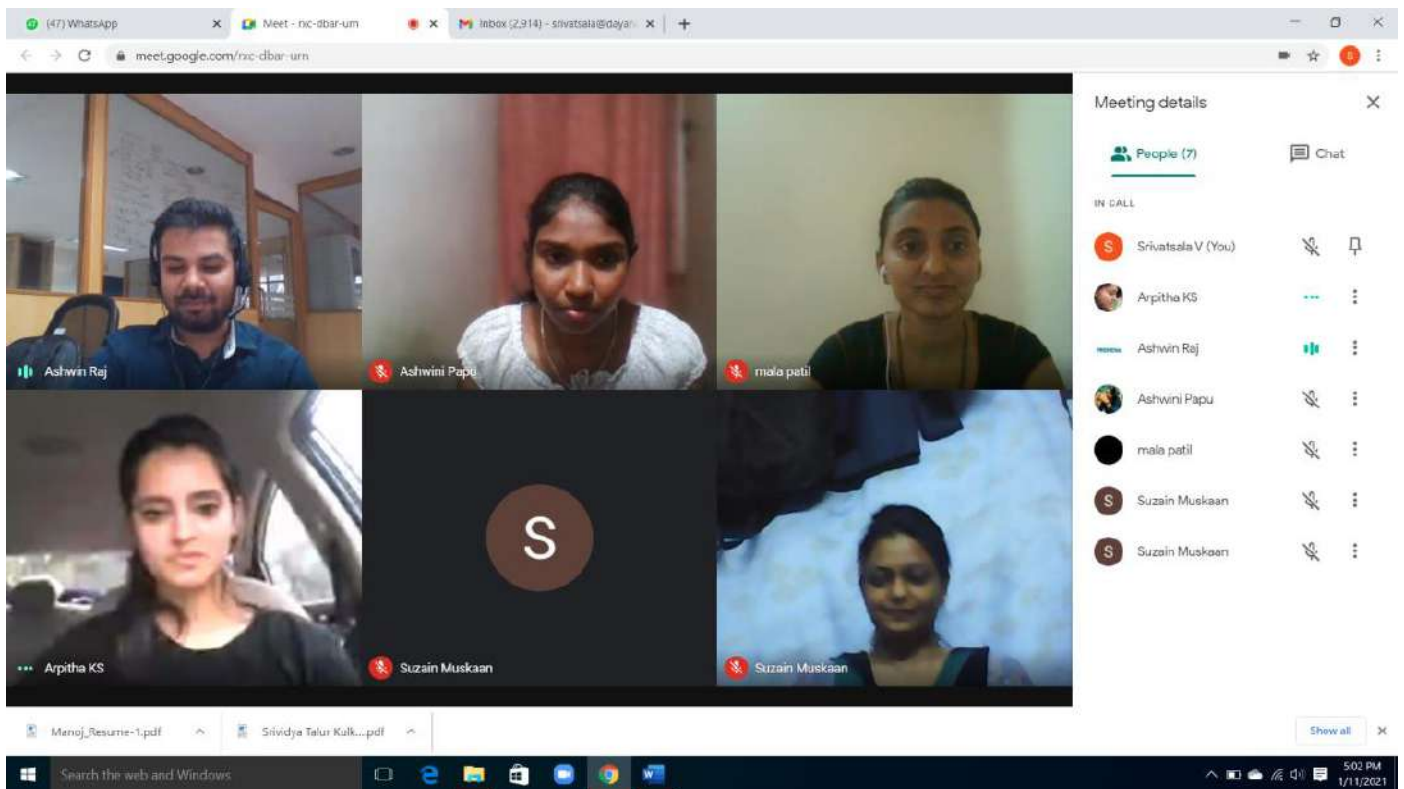 (47) WhatsApp
Meet - rxc-dbar-urn
Inbox (2,914) - srivatsala@dayan
meet.google.com/rxc-dbar-urn
S
Meeting details
People (7)
Chat
IN CALL
S
Srivatsala V (You)
Arpitha KS
Ashwin Raj
Ashwini Papu
mala patil
S
Suzain Muskaan
S
Suzain Muskaan
Ashwin Raj
Ashwini Papu
mala patil
S
Arpitha KS
Suzain Muskaan
Suzain Muskaan
Manoj_Resume-1.pdf
Srividya Talur Kulk....pdf
Show all
Search the web and Windows
5:02 PM
1/11/2021